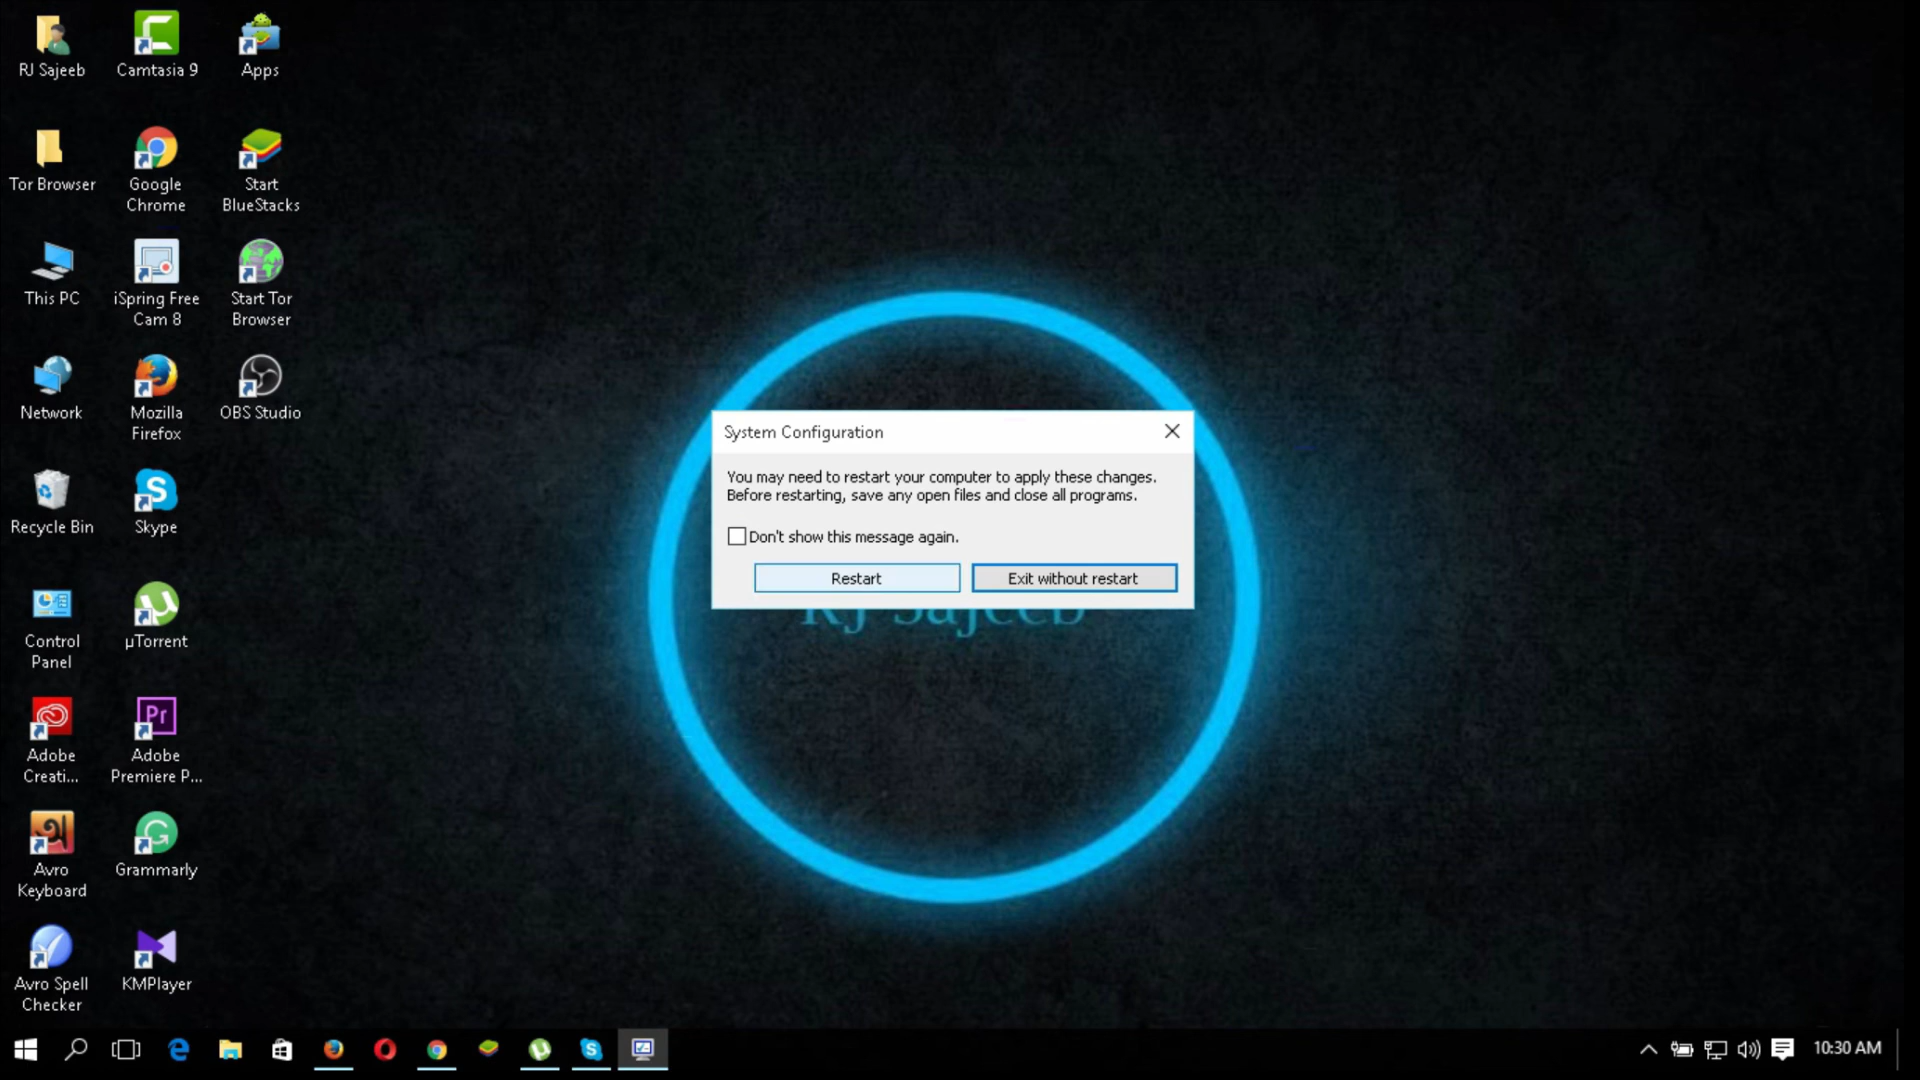 RJ Sajeeb
Camtasia 9
Apps
Tor Browser
Google
Chrome
Start
BlueStacks
This PC
iSpring Free
Cam 8
Start Tor
Browser
Network
Mozilla
Firefox
OBS Studio
Recycle Bin
Skype
Control
Panel
µTorrent
Adobe
Creati...
Pr
Adobe
Premiere P...
Avro
Keyboard
Grammarly
Avro Spell
Checker
KMPlayer
System Configuration
You may need to restart your computer to apply these changes.
Before restarting, save any open files and close all programs.
Don't show this message again.
Restart
Exit without restart
RJ Sajeeb
10:30 AM